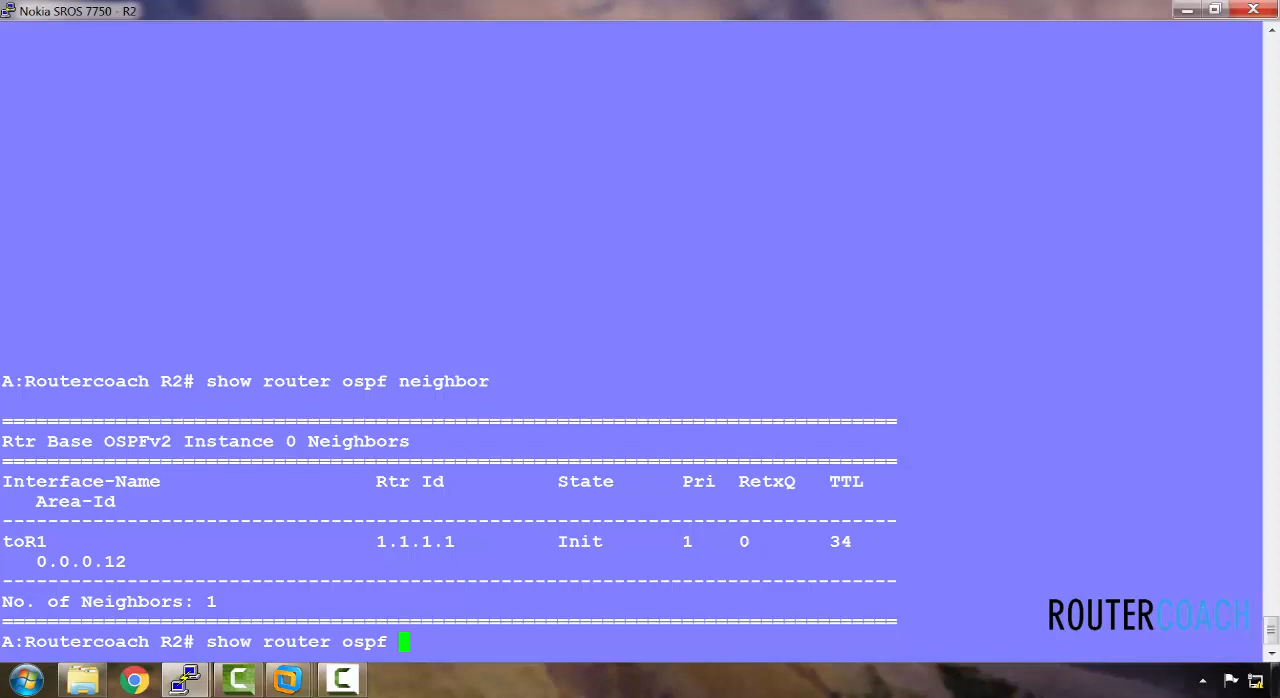 Nokia SROS 7750 - R2
A:Routercoach R2# show router ospf neighbor
===============================================================================
Rtr Base OSPFv2 Instance 0 Neighbors
===============================================================================
Interface-Name                   Rtr Id          State      Pri  RetxQ   TTL
   Area-Id
-------------------------------------------------------------------------------
toR1                             1.1.1.1         Init       1    0       34
   0.0.0.12
-------------------------------------------------------------------------------
No. of Neighbors: 1
===============================================================================
A:Routercoach R2# show router ospf
ROUTERCOACH